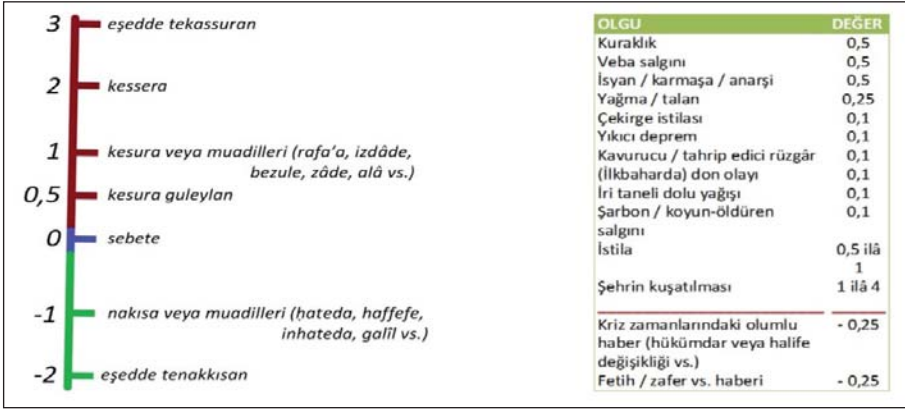 3 eşedde tekassuran
2 kessera
1 kesura veya muadilleri (rafa'a, izdâde,
bezule, zâde, alâ vs.)
0,5 kesura guleylan
0 sebete
-1 nakısa veya muadilleri (ḥateda, haffefe,
inhateda, galîl vs.)
-2 eşedde tenakkısan
OLGU DEĞER
Kuraklık 0,5
Veba salgını 0,5
İsyan / karmaşa / anarşi 0,5
Yağma / talan 0,25
Çekirge istilası 0,1
Yıkıcı deprem 0,1
Kavurucu / tahrip edici rüzgâr 0,1
(İlkbaharda) don olayı 0,1
İri taneli dolu yağışı 0,1
Şarbon / koyun-öldüren 0,1
salgını
İstila 0,5 ilâ
1
Şehrin kuşatılması 1 ilâ 4
Kriz zamanlarındaki olumlu - 0,25
haber (hükümdar veya halife
değişikliği vs.)
Fetih / zafer vs. haberi - 0,25